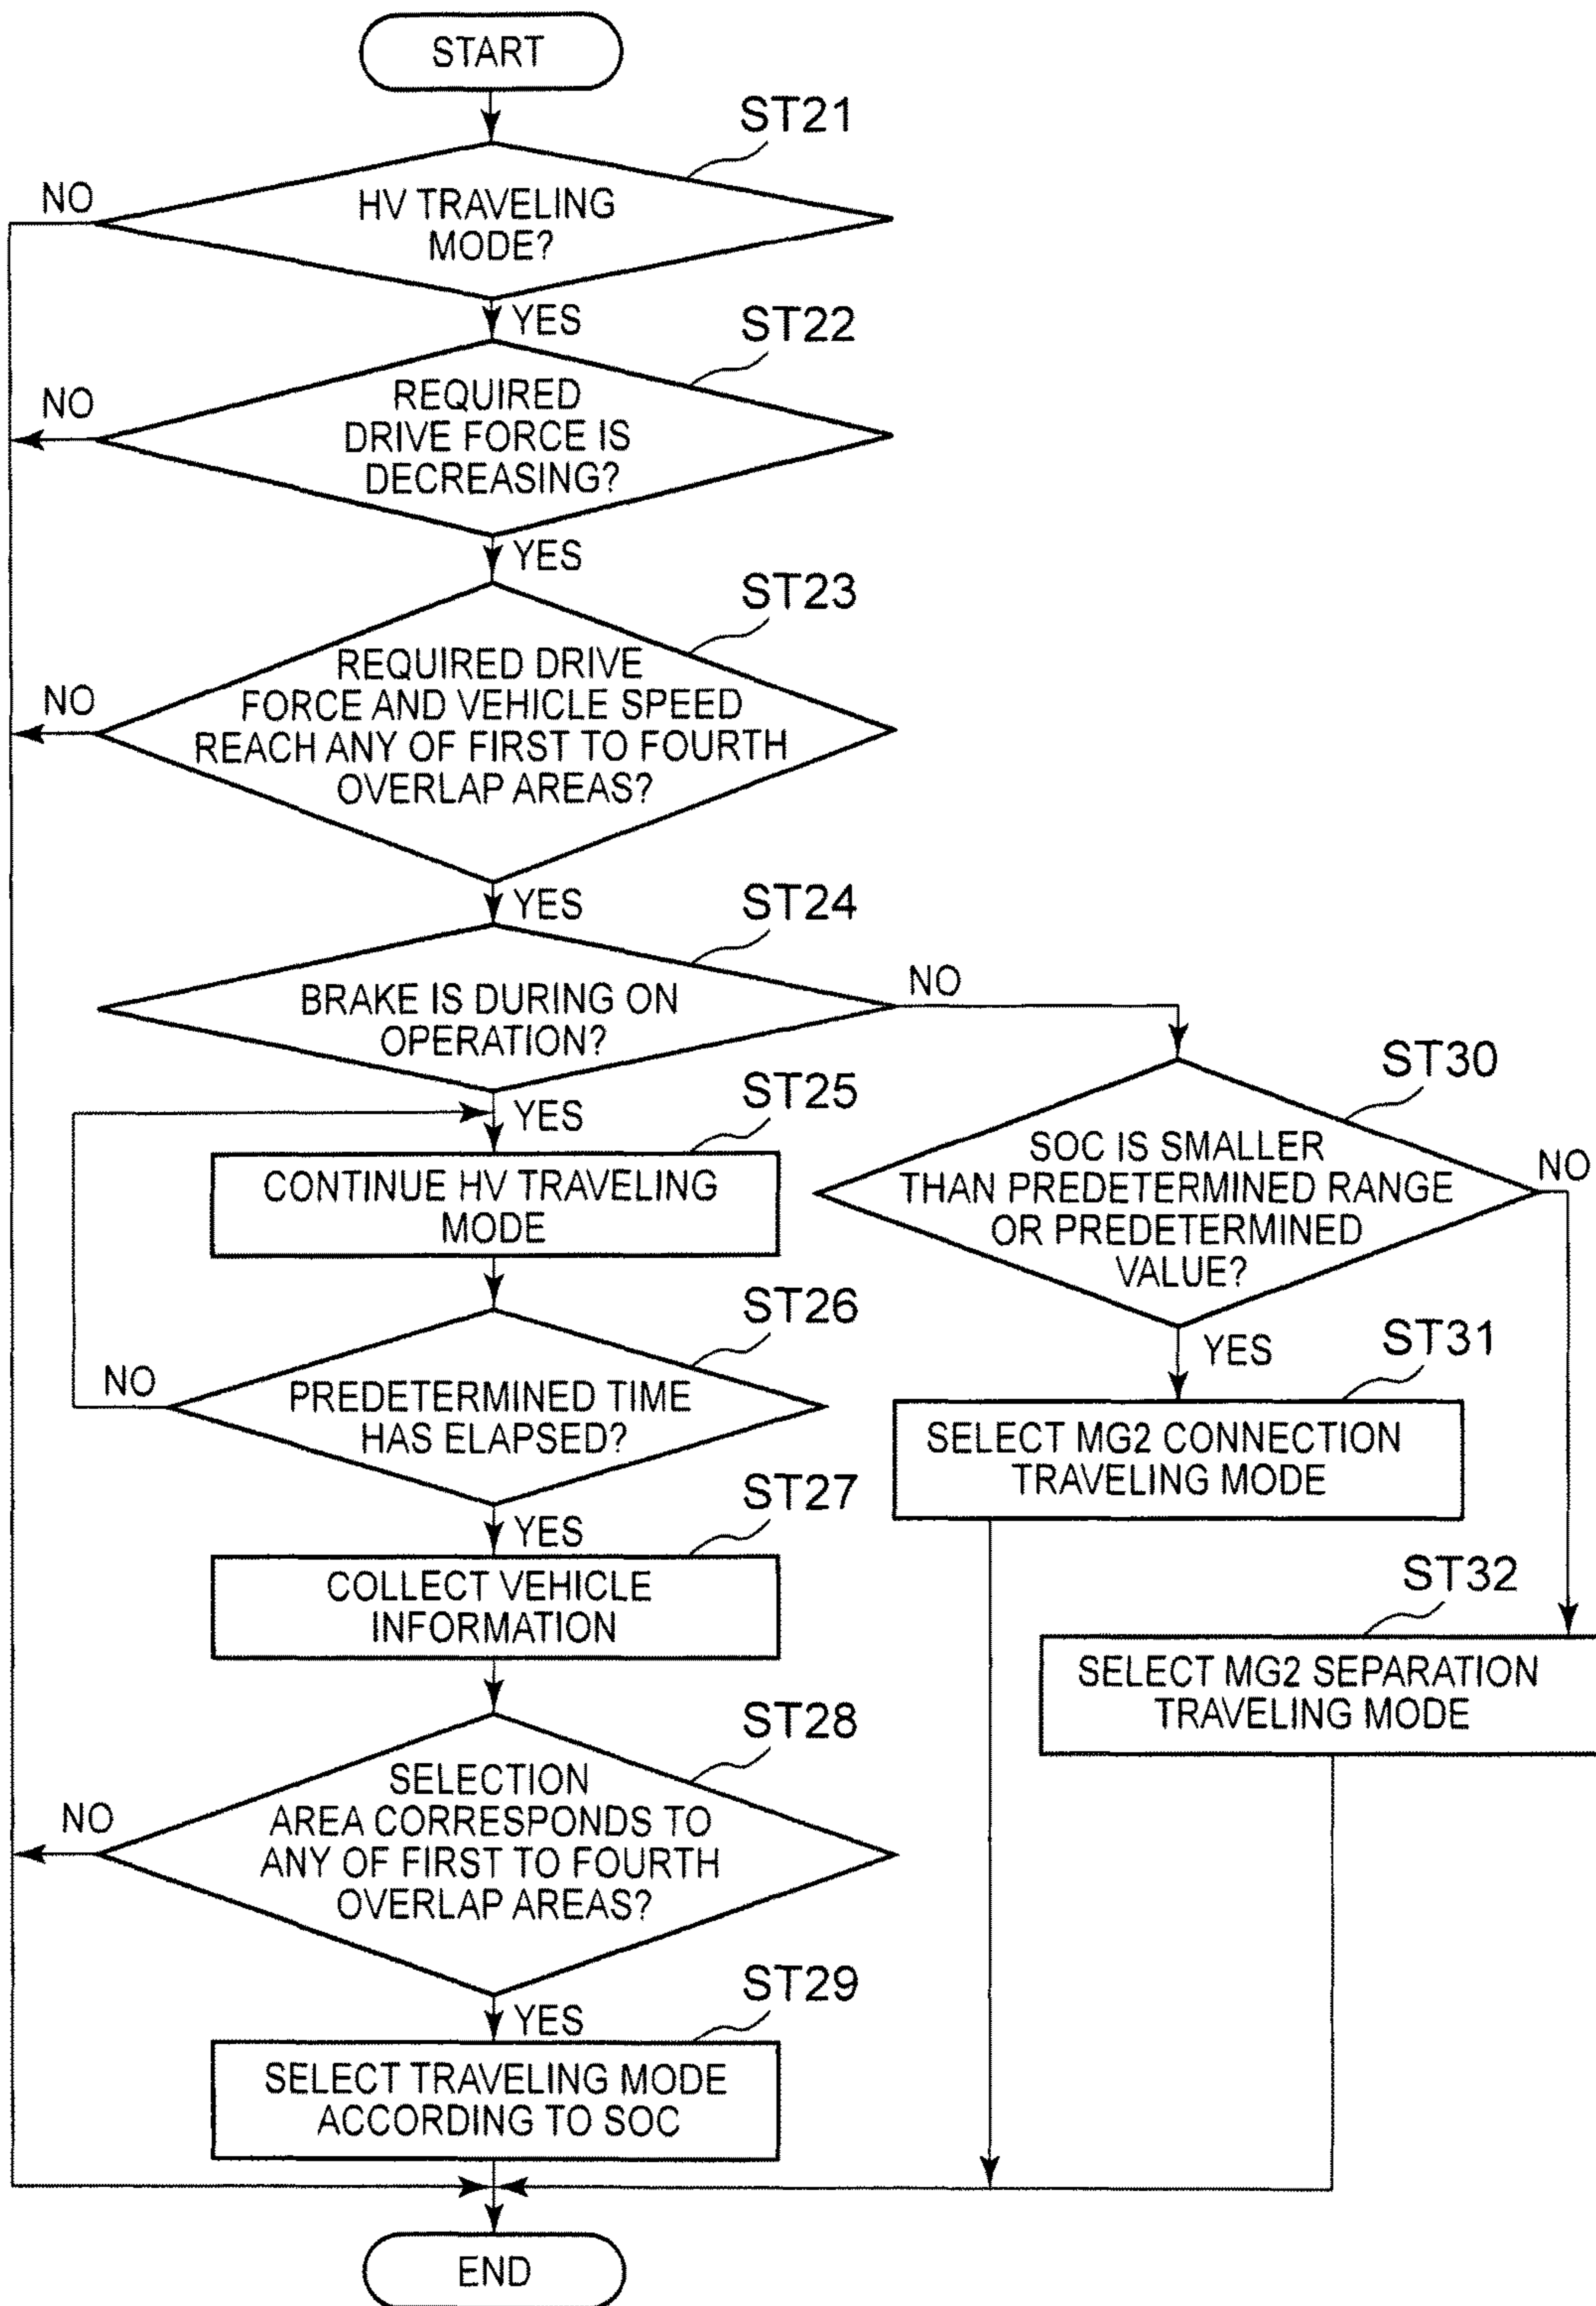 START
ST21
NO
HV TRAVELING
MODE?
YES
ST22
NO
REQUIRED
DRIVE FORCE IS
DECREASING?
YES
ST23
NO
REQUIRED DRIVE
FORCE AND VEHICLE SPEED
REACH ANY OF FIRST TO FOURTH
OVERLAP AREAS?
YES
ST24
NO
BRAKE IS DURING ON
OPERATION?
YES
ST25
CONTINUE HV TRAVELING
MODE
ST26
NO
PREDETERMINED TIME
HAS ELAPSED?
YES
ST27
COLLECT VEHICLE
INFORMATION
ST28
NO
SELECTION
AREA CORRESPONDS TO
ANY OF FIRST TO FOURTH
OVERLAP AREAS?
YES
ST29
SELECT TRAVELING MODE
ACCORDING TO SOC
ST30
SOC IS SMALLER
THAN PREDETERMINED RANGE
OR PREDETERMINED
VALUE?
NO
YES
ST31
SELECT MG2 CONNECTION
TRAVELING MODE
ST32
SELECT MG2 SEPARATION
TRAVELING MODE
END